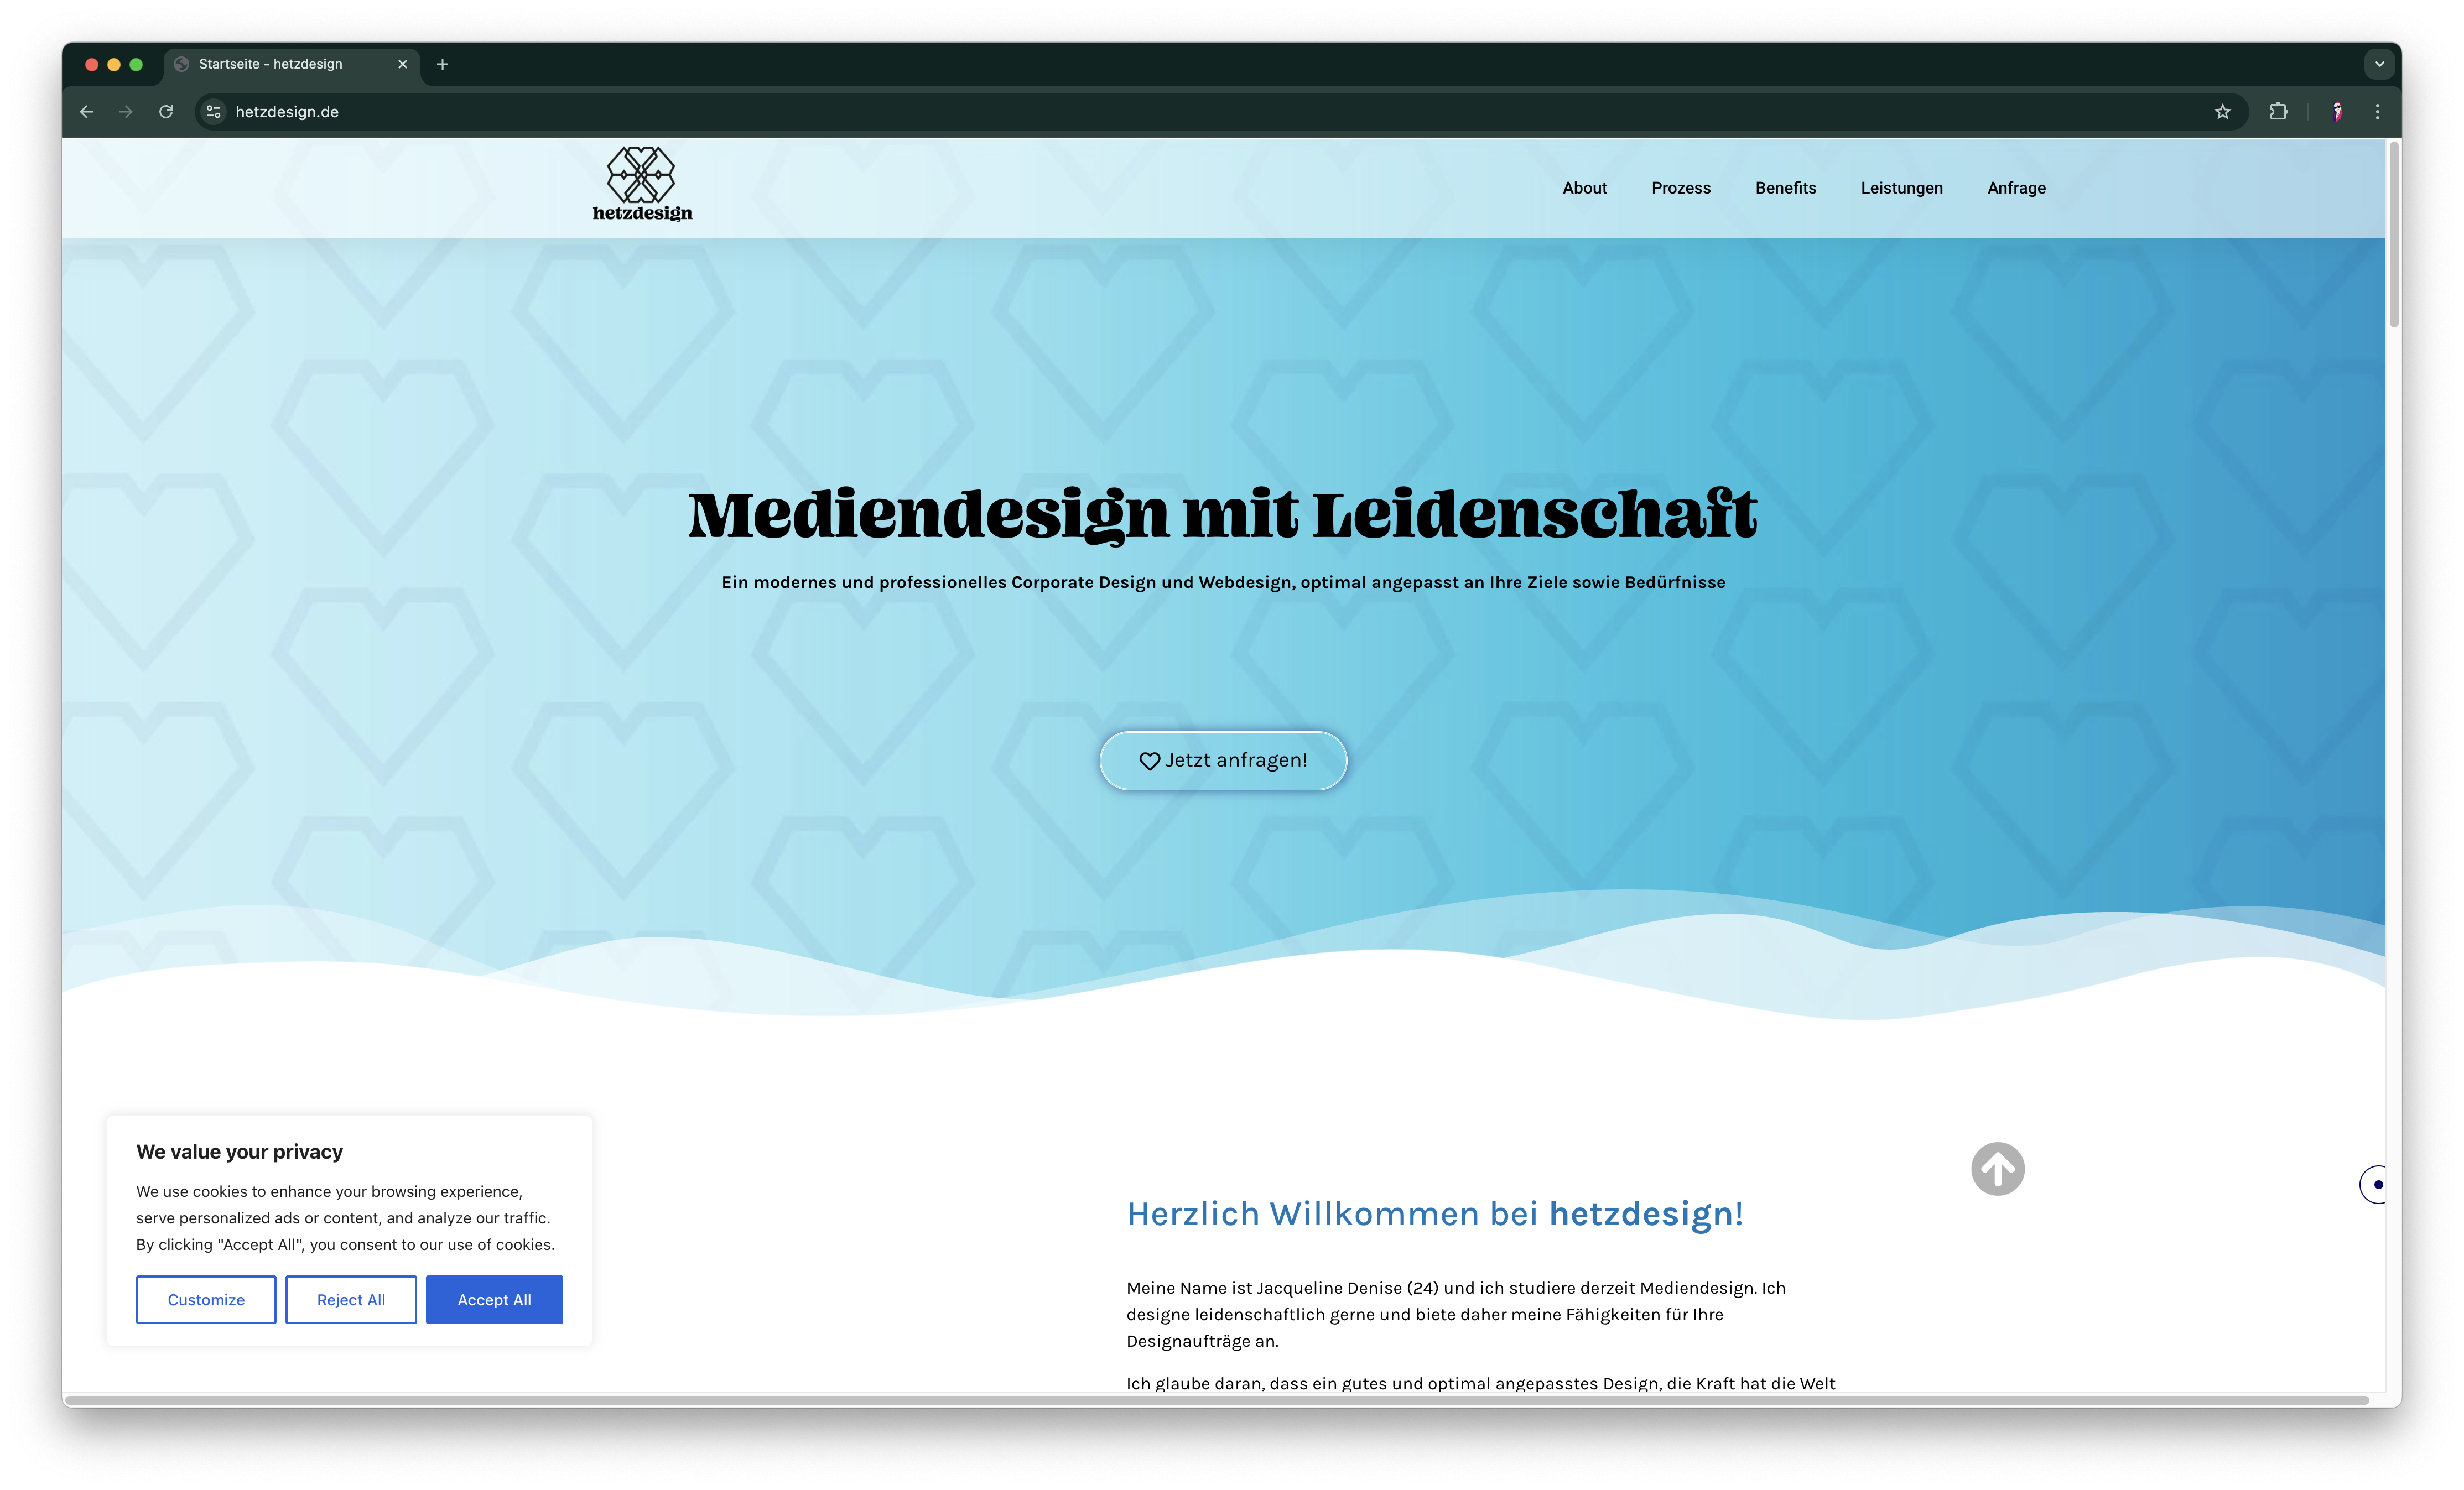 Startseite - hetzdesign
hetzdesign.de
hetzdesign
About Prozess Benefits Leistungen Anfrage
Mediendesign mit Leidenschaft
Ein modernes und professionelles Corporate Design und Webdesign, optimal angepasst an Ihre Ziele sowie Bedürfnisse
Jetzt anfragen!
We value your privacy
We use cookies to enhance your browsing experience,
serve personalized ads or content, and analyze our traffic.
By clicking "Accept All", you consent to our use of cookies.
Customize Reject All Accept All
Herzlich Willkommen bei hetzdesign!
Meine Name ist Jacqueline Denise (24) und ich studiere derzeit Mediendesign. Ich
designe leidenschaftlich gerne und biete daher meine Fähigkeiten für Ihre
Designaufträge an.
Ich glaube daran, dass ein gutes und optimal angepasstes Design, die Kraft hat die Welt